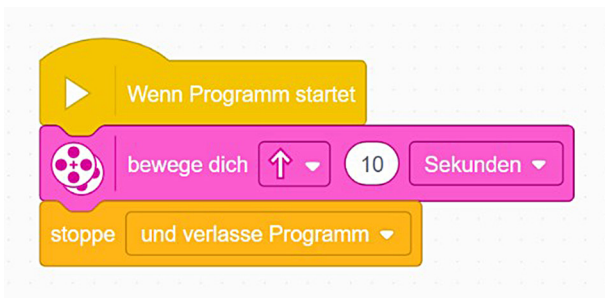 Wenn Programm startet
bewege dich 10 Sekunden
stoppe und verlasse Programm